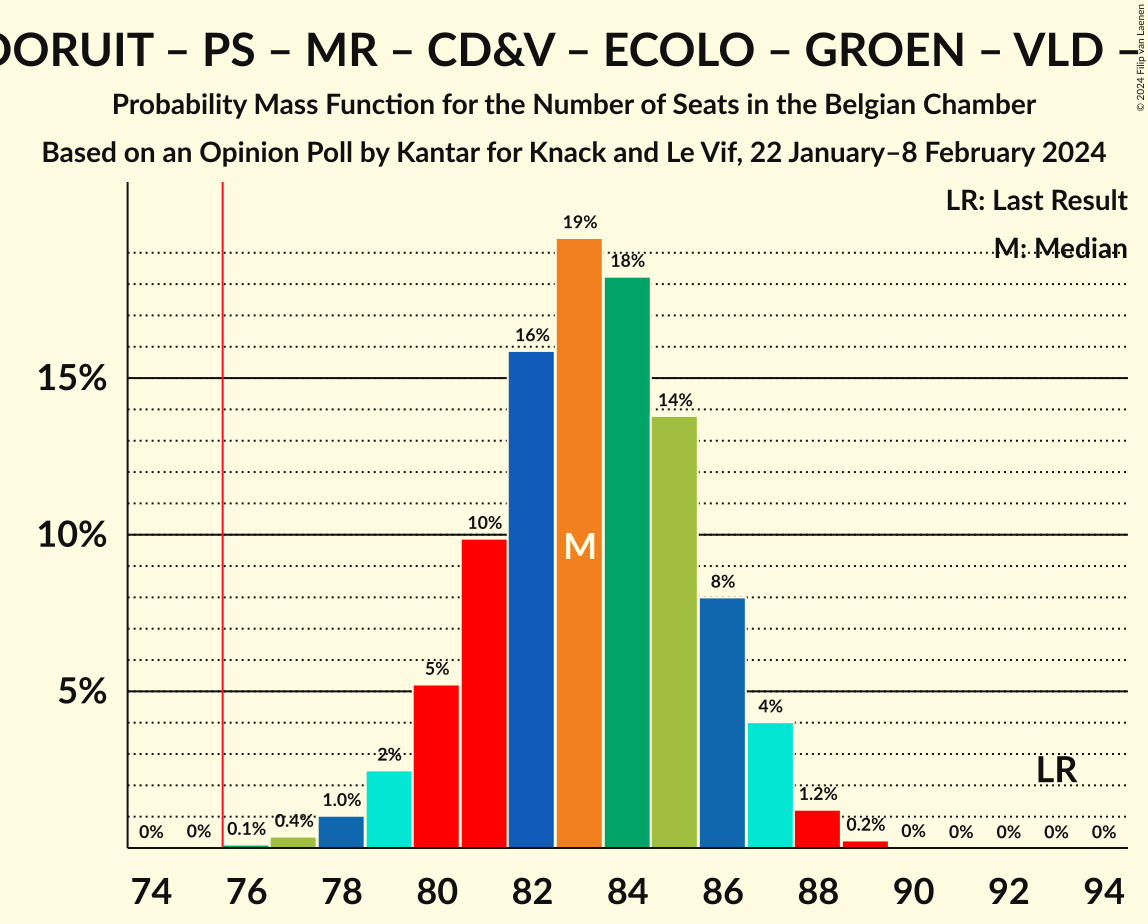 OORUIT – PS – MR – CD&V – ECOLO – GROEN – VLD –
Probability Mass Function for the Number of Seats in the Belgian Chamber
Based on an Opinion Poll by Kantar for Knack and Le Vif, 22 January–8 February 2024
© 2024 Filip van Laenen
LR: Last Result
M: Median
15%
10%
5%
0% 0% 0.1% 0.4% 1.0% 2% 5% 10% 16% 19% 18% 14% 8% 4% 1.2% 0.2% 0% 0% 0% 0% 0%
M
LR
74 76 78 80 82 84 86 88 90 92 94